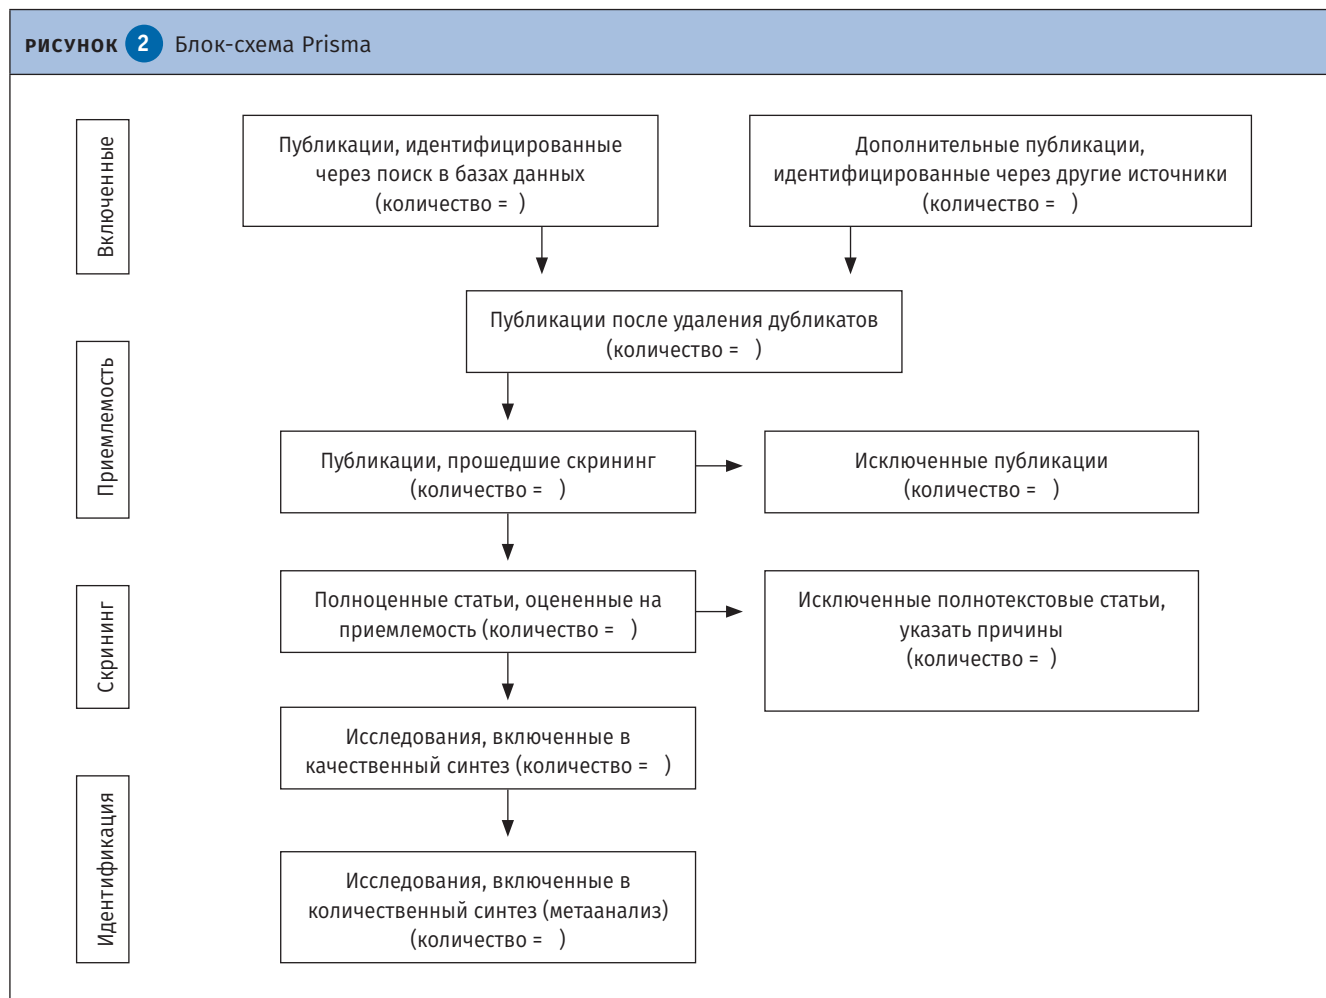 РИСУНОК 2 Блок-схема Prisma
Включенные
Публикации, идентифицированные
через поиск в базах данных
(количество = )
Дополнительные публикации,
идентифицированные через другие источники
(количество = )
Публикации после удаления дубликатов
(количество = )
Приемлемость
Публикации, прошедшие скрининг
(количество = )
Исключенные публикации
(количество = )
Скрининг
Полноценные статьи, оцененные на
приемлемость (количество = )
Исключенные полнотекстовые статьи,
указать причины
(количество = )
Исследования, включенные в
качественный синтез (количество = )
Идентификация
Исследования, включенные в
количественный синтез (метаанализ)
(количество = )